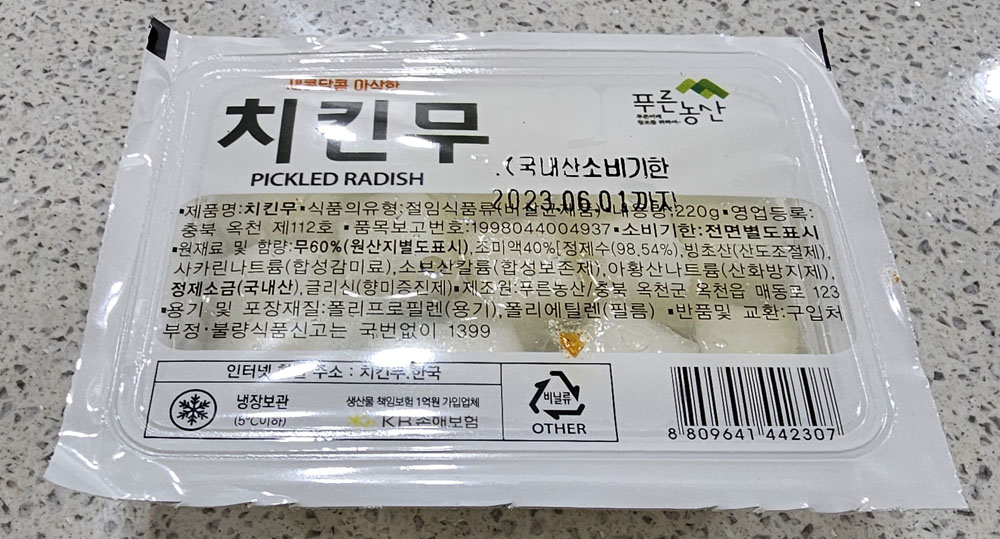 새콤달콤 아삭한
치킨무
PICKLED RADISH
푸른
농산
.(국내산소비기한
2023.06.01까지
▪제품명:치킨무▪식품의유형:절임식품류(비살균제품)▪내용량:220g▪영업등록:
충북 옥천 제112호 ▪품목보고번호:1998044004937▪소비기한:전면별도표시
▪원재료 및 함량:무60%(원산지별도표시),조미액40%[정제수(98.54%),빙초산(산도조절제),
사카린나트륨(합성감미료),소브산칼륨(합성보존제),아황산나트륨(산화방지제),
정제소금(국내산),글리신(향미증진제)▪제조원:푸른농산/충북 옥천군 옥천읍 매동로 123
▪용기 및 포장재질:폴리프로필렌(용기),폴리에틸렌(필름) ▪반품및 교환:구입처
부정·불량식품신고는 국번없이 1399
인터넷 한글 주소 : 치킨무.한국
냉장보관
(5℃이하)
생산물 책임보험 1억원 가입업체
KB손해보험
비닐류
OTHER
8 809641 442307